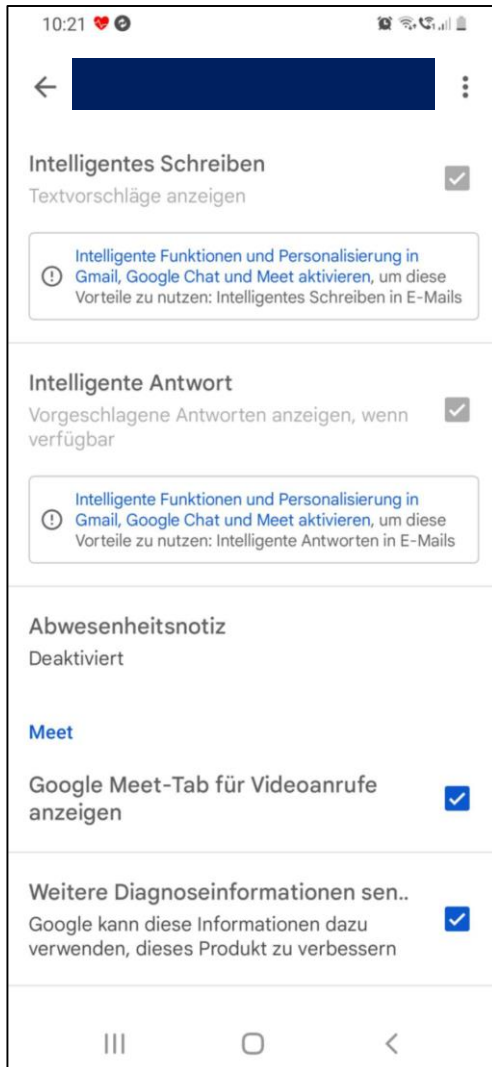 10:21
Intelligentes Schreiben
Textvorschläge anzeigen
Intelligente Funktionen und Personalisierung in
Gmail, Google Chat und Meet aktivieren, um diese
Vorteile zu nutzen: Intelligentes Schreiben in E-Mails
Intelligente Antwort
Vorgeschlagene Antworten anzeigen, wenn
verfügbar
Intelligente Funktionen und Personalisierung in
Gmail, Google Chat und Meet aktivieren, um diese
Vorteile zu nutzen: Intelligente Antworten in E-Mails
Abwesenheitsnotiz
Deaktiviert
Meet
Google Meet-Tab für Videoanrufe
anzeigen
Weitere Diagnoseinformationen sen..
Google kann diese Informationen dazu
verwenden, dieses Produkt zu verbessern